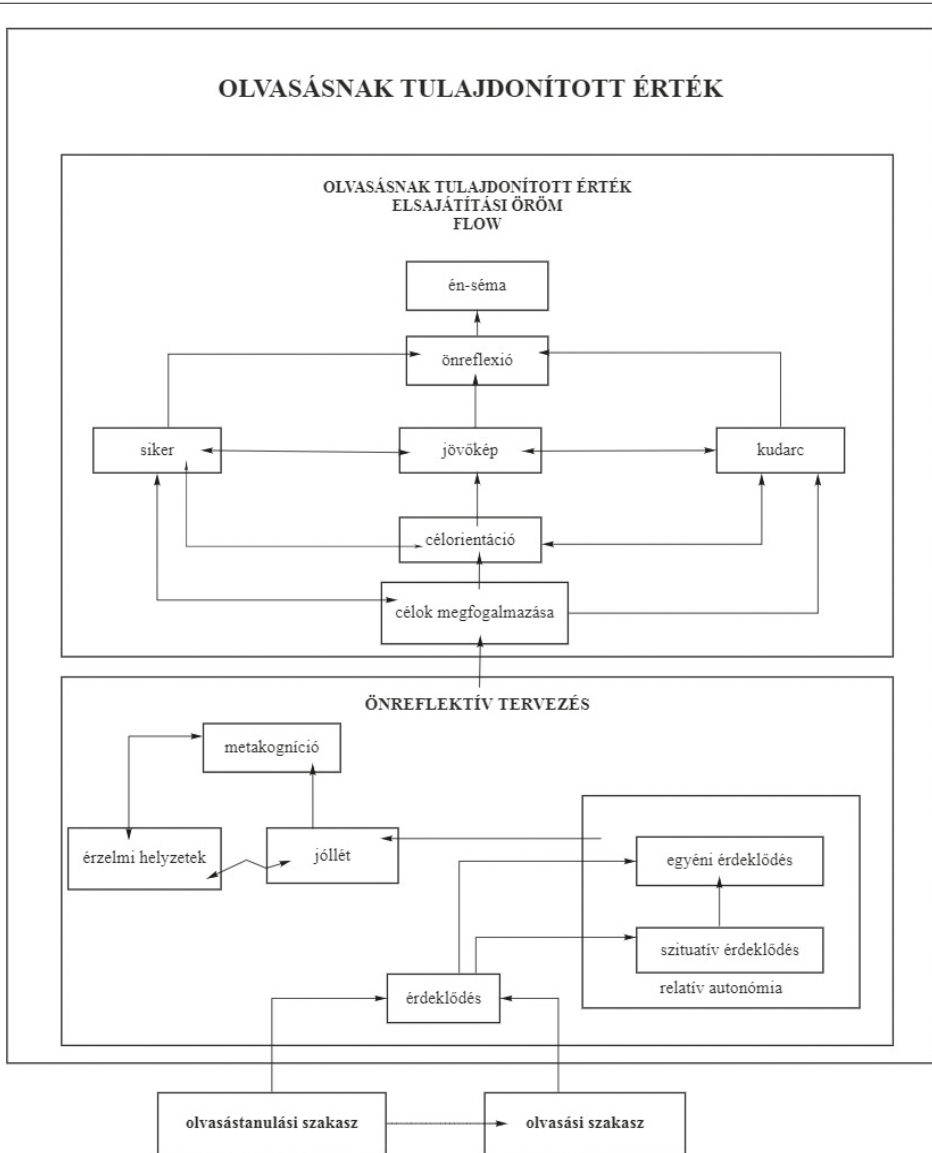 OLVASÁSNAK TULAJDONÍTOTT ÉRTÉK
OLVASÁSNAK TULAJDONÍTOTT ÉRTÉK
ELSAJÁTÍTÁSI ÖRÖM
FLOW
én-séma
önreflexió
siker
jövőkép
kudarc
célorientáció
célok megfogalmazása
ÖNREFLEKTÍV TERVEZÉS
metakogníció
érzelmi helyzetek
jóllét
egyéni érdeklődés
szituatív érdeklődés
relatív autonómia
érdeklődés
olvasástanulási szakasz
olvasási szakasz